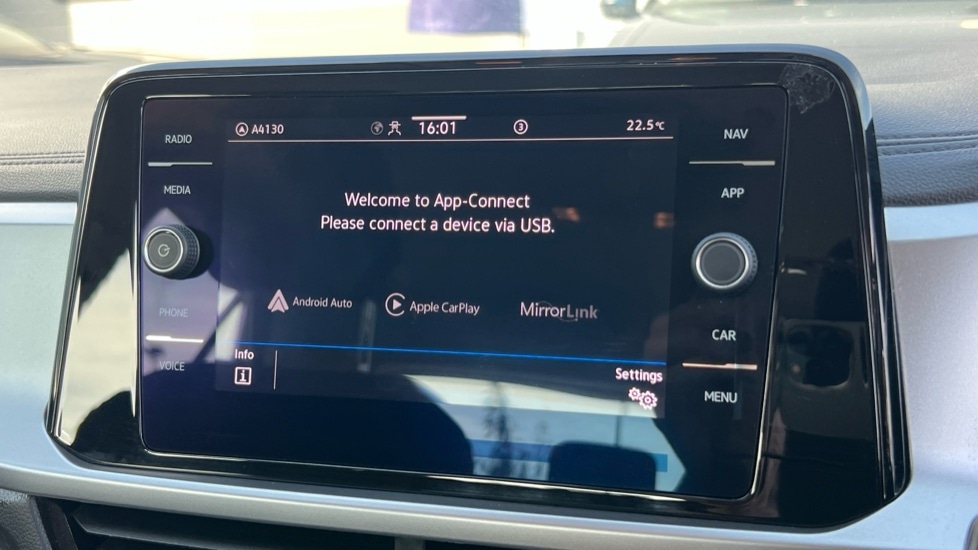 RADIO
MEDIA
PHONE
VOICE
A4130
16:01
3
22.5°C
Welcome to App-Connect
Please connect a device via USB.
Android Auto
Apple CarPlay
MirrorLink
Info
i
Settings
NAV
APP
CAR
MENU